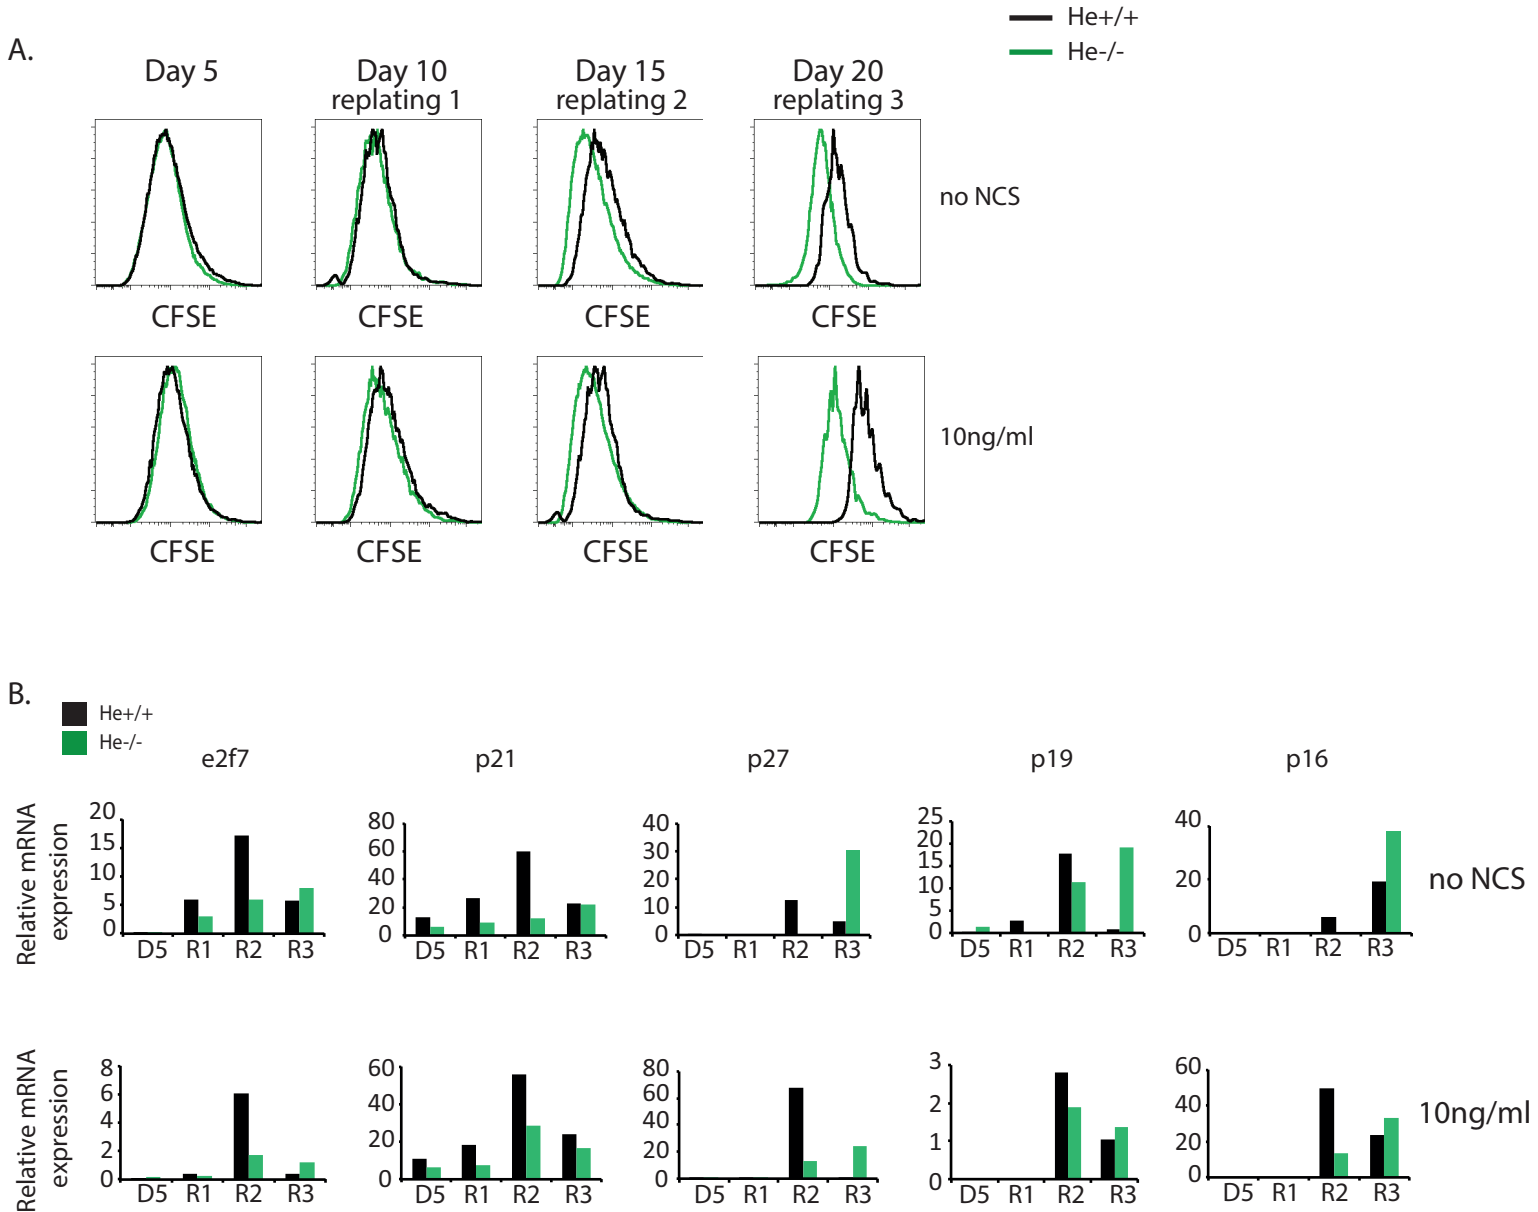 He+/+
He-/-
A.
Day 5
Day 10
replating 1
Day 15
replating 2
Day 20
replating 3
no NCS
CFSE
CFSE
CFSE
CFSE
10ng/ml
CFSE
CFSE
CFSE
CFSE
B.
He+/+
He-/-
e2f7
p21
p27
p19
p16
Relative mRNA
expression
20
15
10
5
0
D5 R1 R2 R3
80
60
40
20
0
D5 R1 R2 R3
40
30
20
10
0
D5 R1 R2 R3
25
20
15
10
5
0
D5 R1 R2 R3
40
20
0
D5 R1 R2 R3
no NCS
Relative mRNA
expression
8
6
4
2
0
D5 R1 R2 R3
60
40
20
0
D5 R1 R2 R3
80
60
40
20
0
D5 R1 R2 R3
3
2
1
0
D5 R1 R2 R3
60
40
20
0
D5 R1 R2 R3
10ng/ml